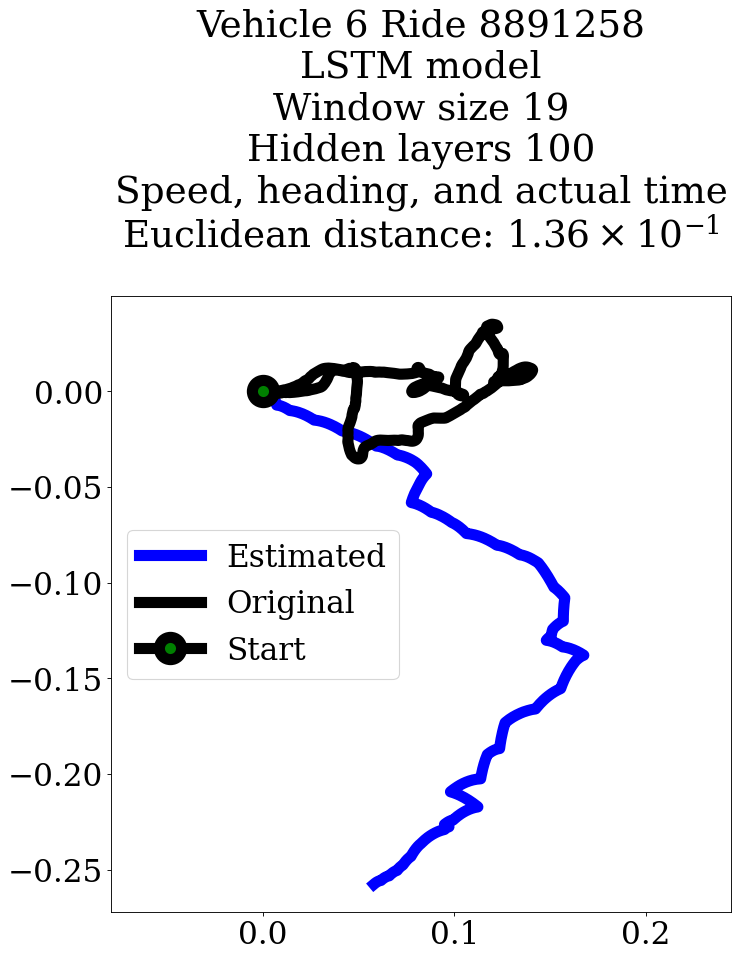 Vehicle 6 Ride 8891258
LSTM model
Window size 19
Hidden layers 100
Speed, heading, and actual time
Euclidean distance: 1.36 × 10⁻¹
0.00
−0.05
−0.10
−0.15
−0.20
−0.25
Estimated
Original
Start
0.0 0.1 0.2